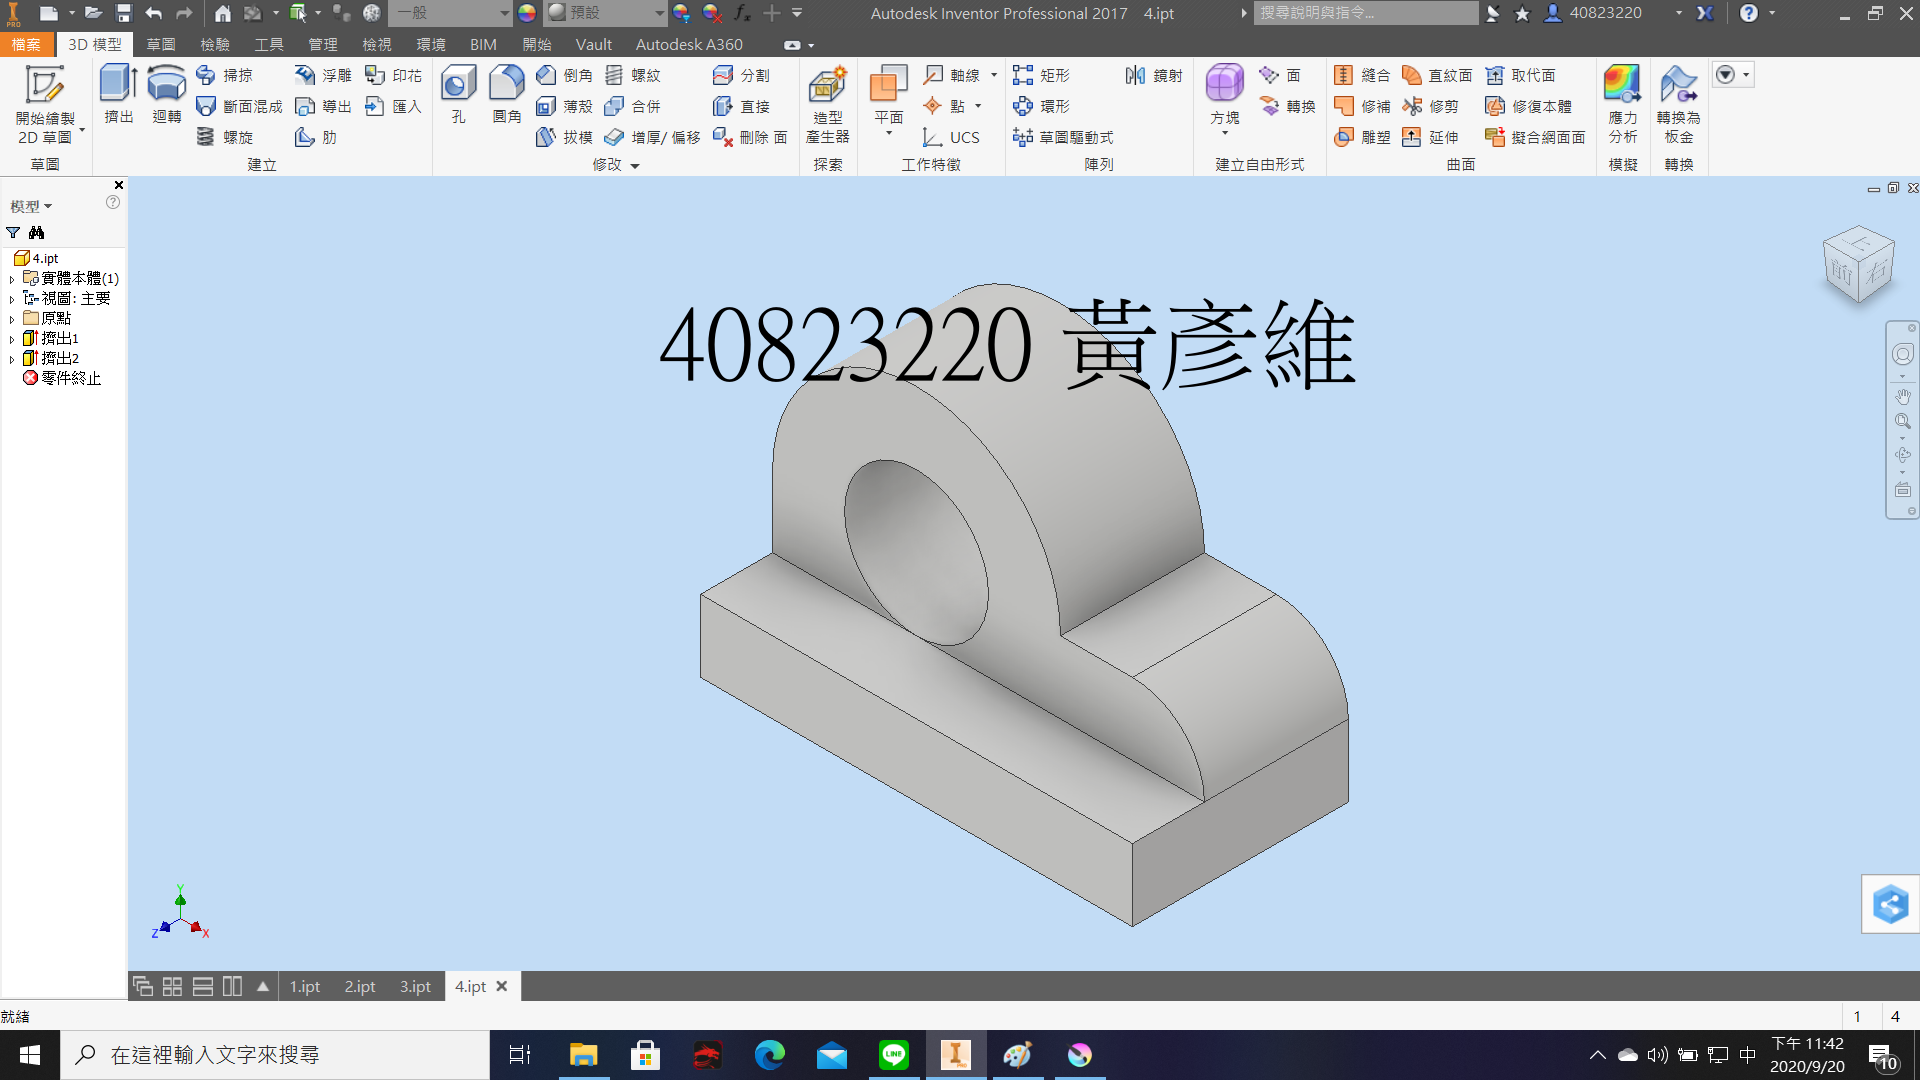 一般
預設
Autodesk Inventor Professional 2017 4.ipt
搜尋說明與指令...
40823220
檔案 3D 模型 草圖 檢驗 工具 管理 檢視 環境 BIM 開始 Vault Autodesk A360
開始繪製
2D 草圖
草圖
擠出
迴轉
掃掠
斷面混成
螺旋
浮雕
導出
肋
印花
匯入
建立
孔
圓角
倒角
薄殼
拔模
螺紋
合併
增厚/ 偏移
分割
直接
刪除 面
修改
造型
產生器
探索
平面
軸線
點
UCS
工作特徵
矩形
環形
草圖驅動式
鏡射
陣列
方塊
面
轉換
建立自由形式
縫合
修補
雕塑
直紋面
修剪
延伸
取代面
修復本體
擬合網面面
曲面
應力
分析
模擬
轉換為
板金
轉換
模型
4.ipt
實體本體(1)
視圖: 主要
原點
擠出1
擠出2
零件終止
40823220 黃彥維
上
前
右
Y
Z
X
1.ipt 2.ipt 3.ipt 4.ipt
就緒
1 4
在這裡輸入文字來搜尋
LINE
中
下午 11:42
2020/9/20
10